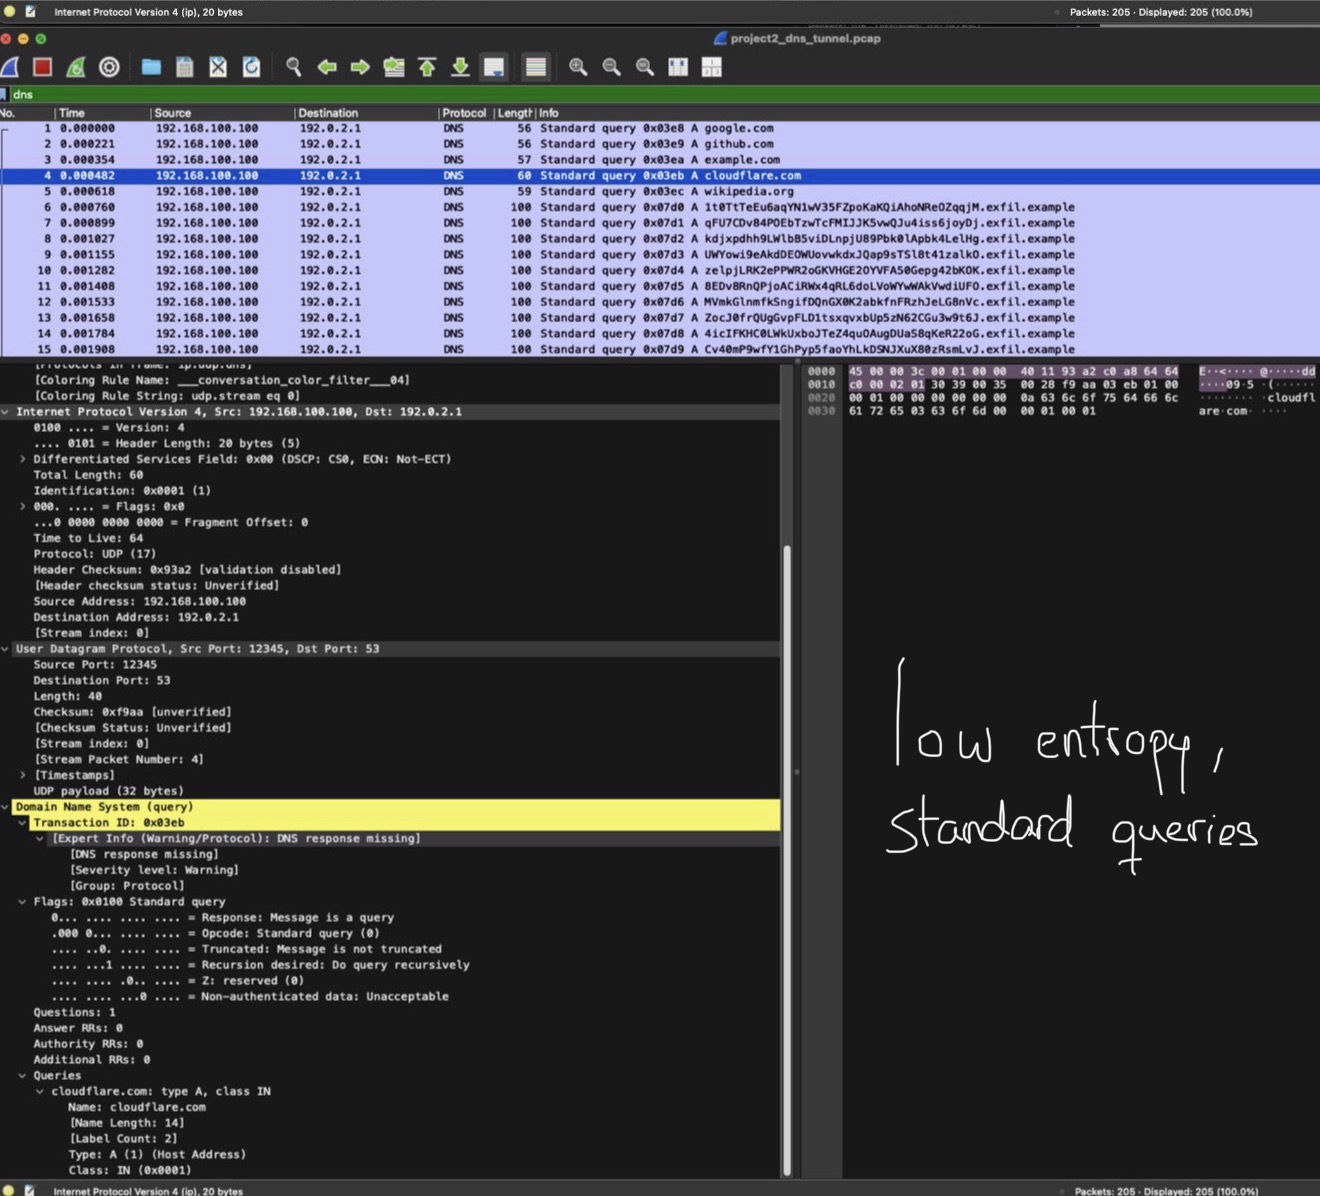 Internet Protocol Version 4 (ip), 20 bytes Packets: 205 · Displayed: 205 (100.0%)
project2_dns_tunnel.pcap
dns
No. Time Source Destination Protocol Length Info
1 0.000000 192.168.100.100 192.0.2.1 DNS 56 Standard query 0x03e8 A google.com
2 0.000221 192.168.100.100 192.0.2.1 DNS 56 Standard query 0x03e9 A github.com
3 0.000354 192.168.100.100 192.0.2.1 DNS 57 Standard query 0x03ea A example.com
4 0.000482 192.168.100.100 192.0.2.1 DNS 60 Standard query 0x03eb A cloudflare.com
5 0.000618 192.168.100.100 192.0.2.1 DNS 59 Standard query 0x03ec A wikipedia.org
6 0.000760 192.168.100.100 192.0.2.1 DNS 100 Standard query 0x07d0 A 1t0TtTeEu6aqYN1wV35FZpoKaKQiAhoNReOZqqjM.exfil.example
7 0.000899 192.168.100.100 192.0.2.1 DNS 100 Standard query 0x07d1 A qFU7CDv84POEbTzwTcFMIJJK5vwQJu4iss6joyDj.exfil.example
8 0.001027 192.168.100.100 192.0.2.1 DNS 100 Standard query 0x07d2 A kdjxpdhh9LWlbB5viDLnpjU89Pbk0lApbk4LelHg.exfil.example
9 0.001155 192.168.100.100 192.0.2.1 DNS 100 Standard query 0x07d3 A UWYowi9eAkdDEOWUovwkdxJQap9sTSl8t41zalkO.exfil.example
10 0.001282 192.168.100.100 192.0.2.1 DNS 100 Standard query 0x07d4 A zelpjLRK2ePPWR2oGKVHGE2OYVFA50Gepg42bKOK.exfil.example
11 0.001408 192.168.100.100 192.0.2.1 DNS 100 Standard query 0x07d5 A 8EDv8RnQPjoACiRWx4qRL6doLVoWYwWAkVwdiUFO.exfil.example
12 0.001533 192.168.100.100 192.0.2.1 DNS 100 Standard query 0x07d6 A MVmkGlnmfkSngifDQnGX0K2abkfnFRzhJeLG8nVc.exfil.example
13 0.001658 192.168.100.100 192.0.2.1 DNS 100 Standard query 0x07d7 A ZocJ0frQUgGvpFLD1tsxqvxbUp5zN62CGu3w9t6J.exfil.example
14 0.001784 192.168.100.100 192.0.2.1 DNS 100 Standard query 0x07d8 A 4icIFKHC0LWkUxboJTeZ4quOAugDUaS8qKeR22oG.exfil.example
15 0.001908 192.168.100.100 192.0.2.1 DNS 100 Standard query 0x07d9 A Cv40mP9wfY1GhPyp5faoYhLkDSNJXuX80zRsmLvJ.exfil.example
[Protocols in frame: ip:udp:dns]
[Coloring Rule Name: ___conversation_color_filter___04]
[Coloring Rule String: udp.stream eq 0]
Internet Protocol Version 4, Src: 192.168.100.100, Dst: 192.0.2.1
0100 .... = Version: 4
.... 0101 = Header Length: 20 bytes (5)
Differentiated Services Field: 0x00 (DSCP: CS0, ECN: Not-ECT)
Total Length: 60
Identification: 0x0001 (1)
000. .... = Flags: 0x0
...0 0000 0000 0000 = Fragment Offset: 0
Time to Live: 64
Protocol: UDP (17)
Header Checksum: 0x93a2 [validation disabled]
[Header checksum status: Unverified]
Source Address: 192.168.100.100
Destination Address: 192.0.2.1
[Stream index: 0]
User Datagram Protocol, Src Port: 12345, Dst Port: 53
Source Port: 12345
Destination Port: 53
Length: 40
Checksum: 0xf9aa [unverified]
[Checksum Status: Unverified]
[Stream index: 0]
[Stream Packet Number: 4]
[Timestamps]
UDP payload (32 bytes)
Domain Name System (query)
Transaction ID: 0x03eb
[Expert Info (Warning/Protocol): DNS response missing]
[DNS response missing]
[Severity level: Warning]
[Group: Protocol]
Flags: 0x0100 Standard query
0... .... .... .... = Response: Message is a query
.000 0... .... .... = Opcode: Standard query (0)
.... ..0. .... .... = Truncated: Message is not truncated
.... ...1 .... .... = Recursion desired: Do query recursively
.... .... .0.. .... = Z: reserved (0)
.... .... ...0 .... = Non-authenticated data: Unacceptable
Questions: 1
Answer RRs: 0
Authority RRs: 0
Additional RRs: 0
Queries
cloudflare.com: type A, class IN
Name: cloudflare.com
[Name Length: 14]
[Label Count: 2]
Type: A (1) (Host Address)
Class: IN (0x0001)
0000 45 00 00 3c 00 01 00 00 40 11 93 a2 c0 a8 64 64 E··<····@·····dd
0010 c0 00 02 01 30 39 00 35 00 28 f9 aa 03 eb 01 00 ····09·5·(······
0020 00 01 00 00 00 00 00 00 0a 63 6c 6f 75 64 66 6c ·········cloudfl
0030 61 72 65 03 63 6f 6d 00 00 01 00 01 are·com·····
low entropy,
standard queries
Internet Protocol Version 4 (ip), 20 bytes Packets: 205 · Displayed: 205 (100.0%)